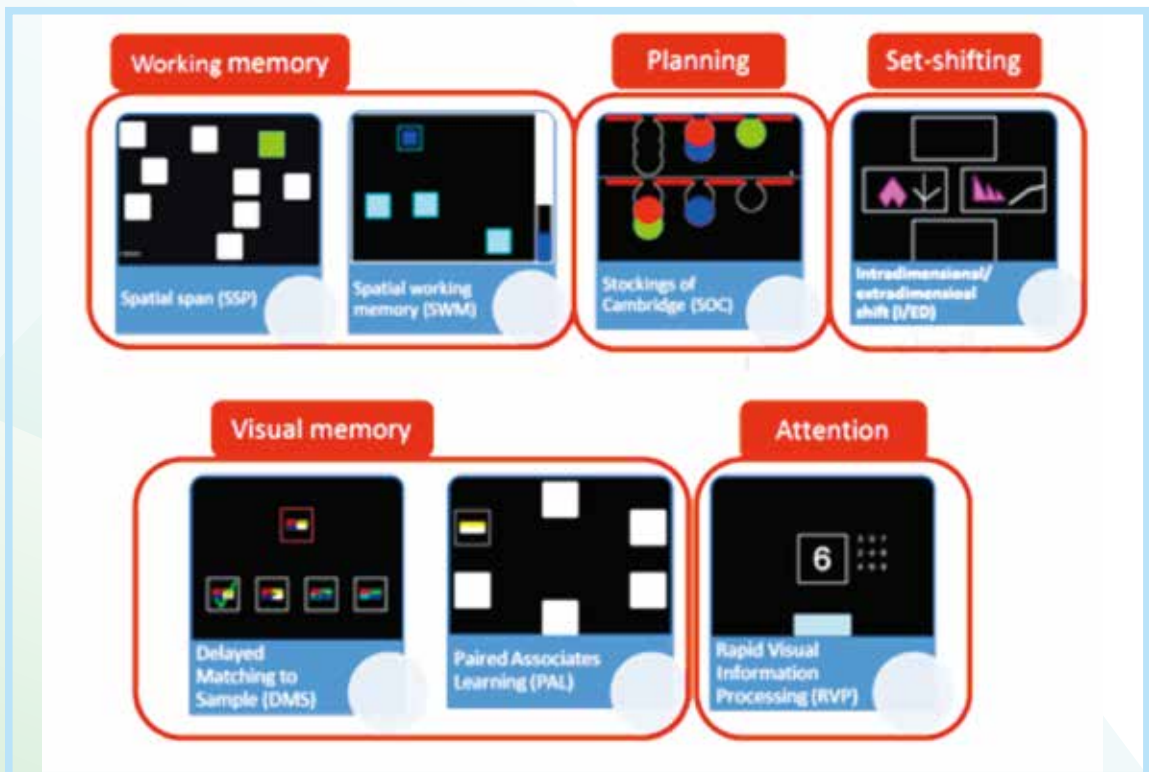 Working memory
Planning
Set-shifting
Spatial span (SSP)
Spatial working
memory (SWM)
Stockings of
Cambridge (SOC)
Intradimensional/
extradimensioal
shift (I/ED)
Visual memory
Attention
Delayed
Matching to
Sample (DMS)
Paired Associates
Learning (PAL)
6
Rapid Visual
Information
Processing (RVP)